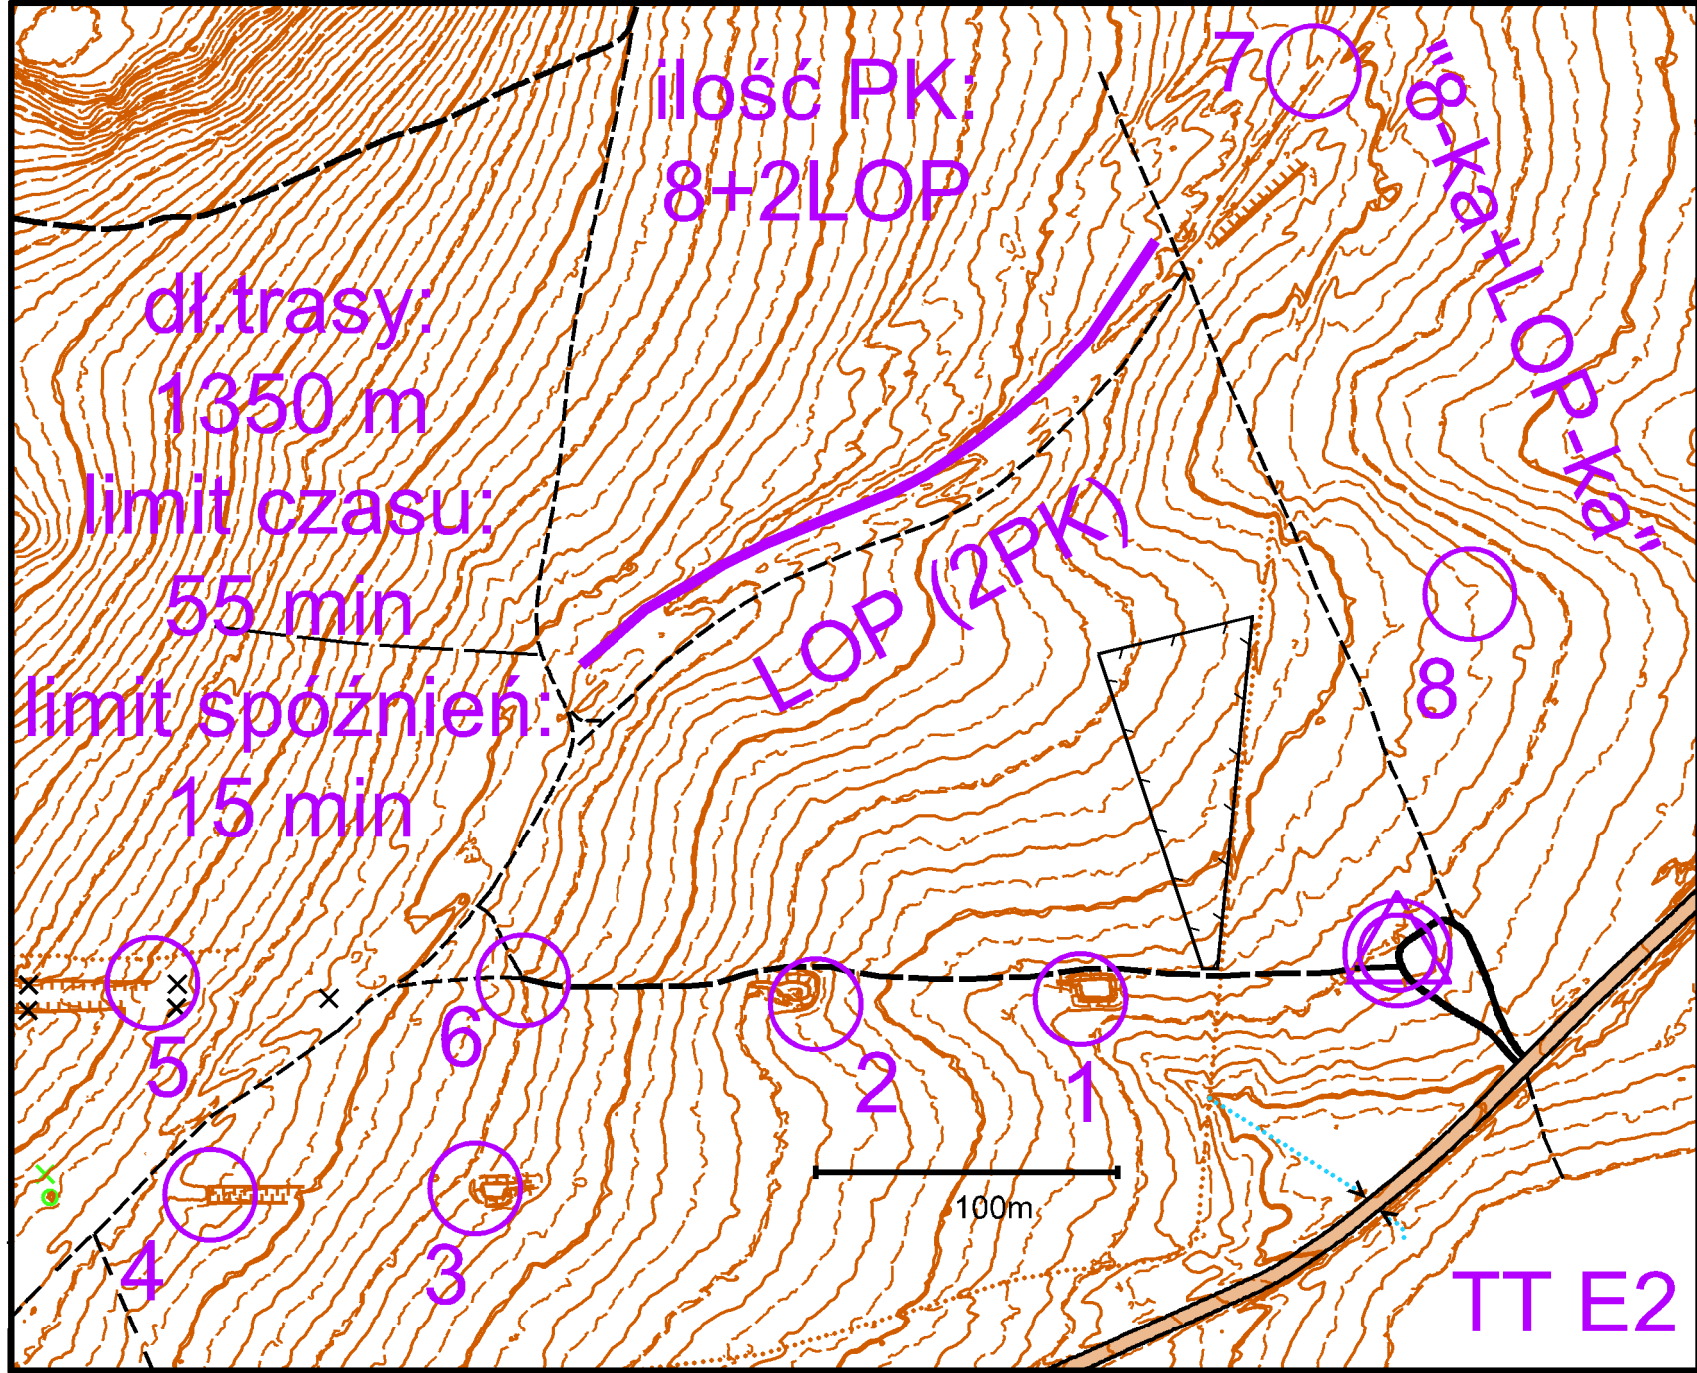 7
ilość PK:
8+2LOP
"8-ka+LOP-ka"
dł.trasy:
1350 m
limit czasu:
55 min
limit spóźnień:
15 min
LOP (2PK)
8
6
5
2
1
100m
4
3
TT E2